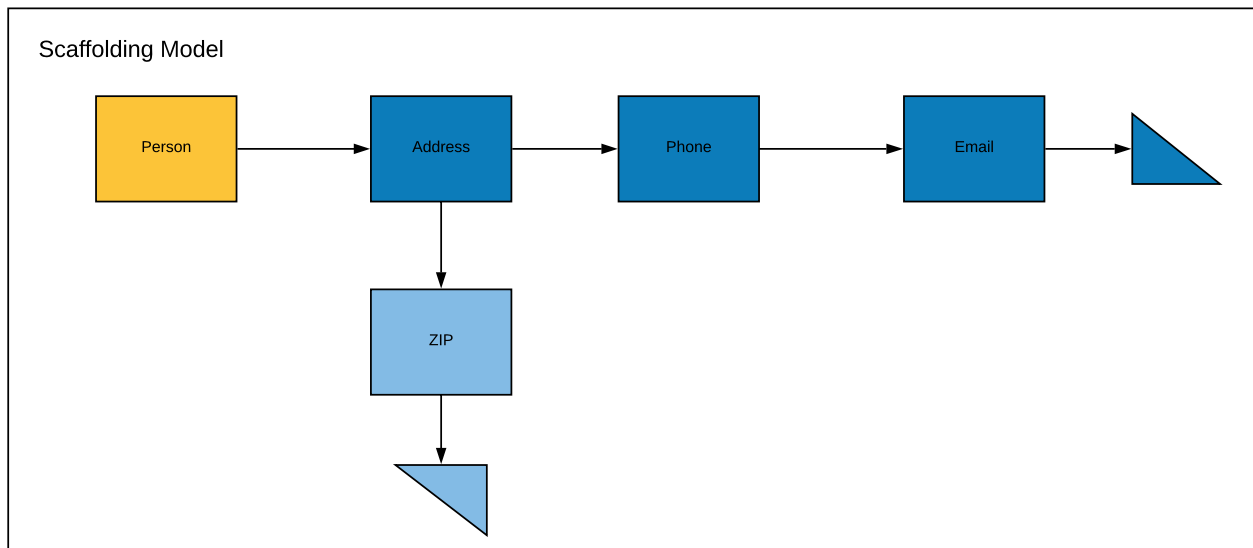 Scaffolding Model
Person
Address
Phone
Email
ZIP